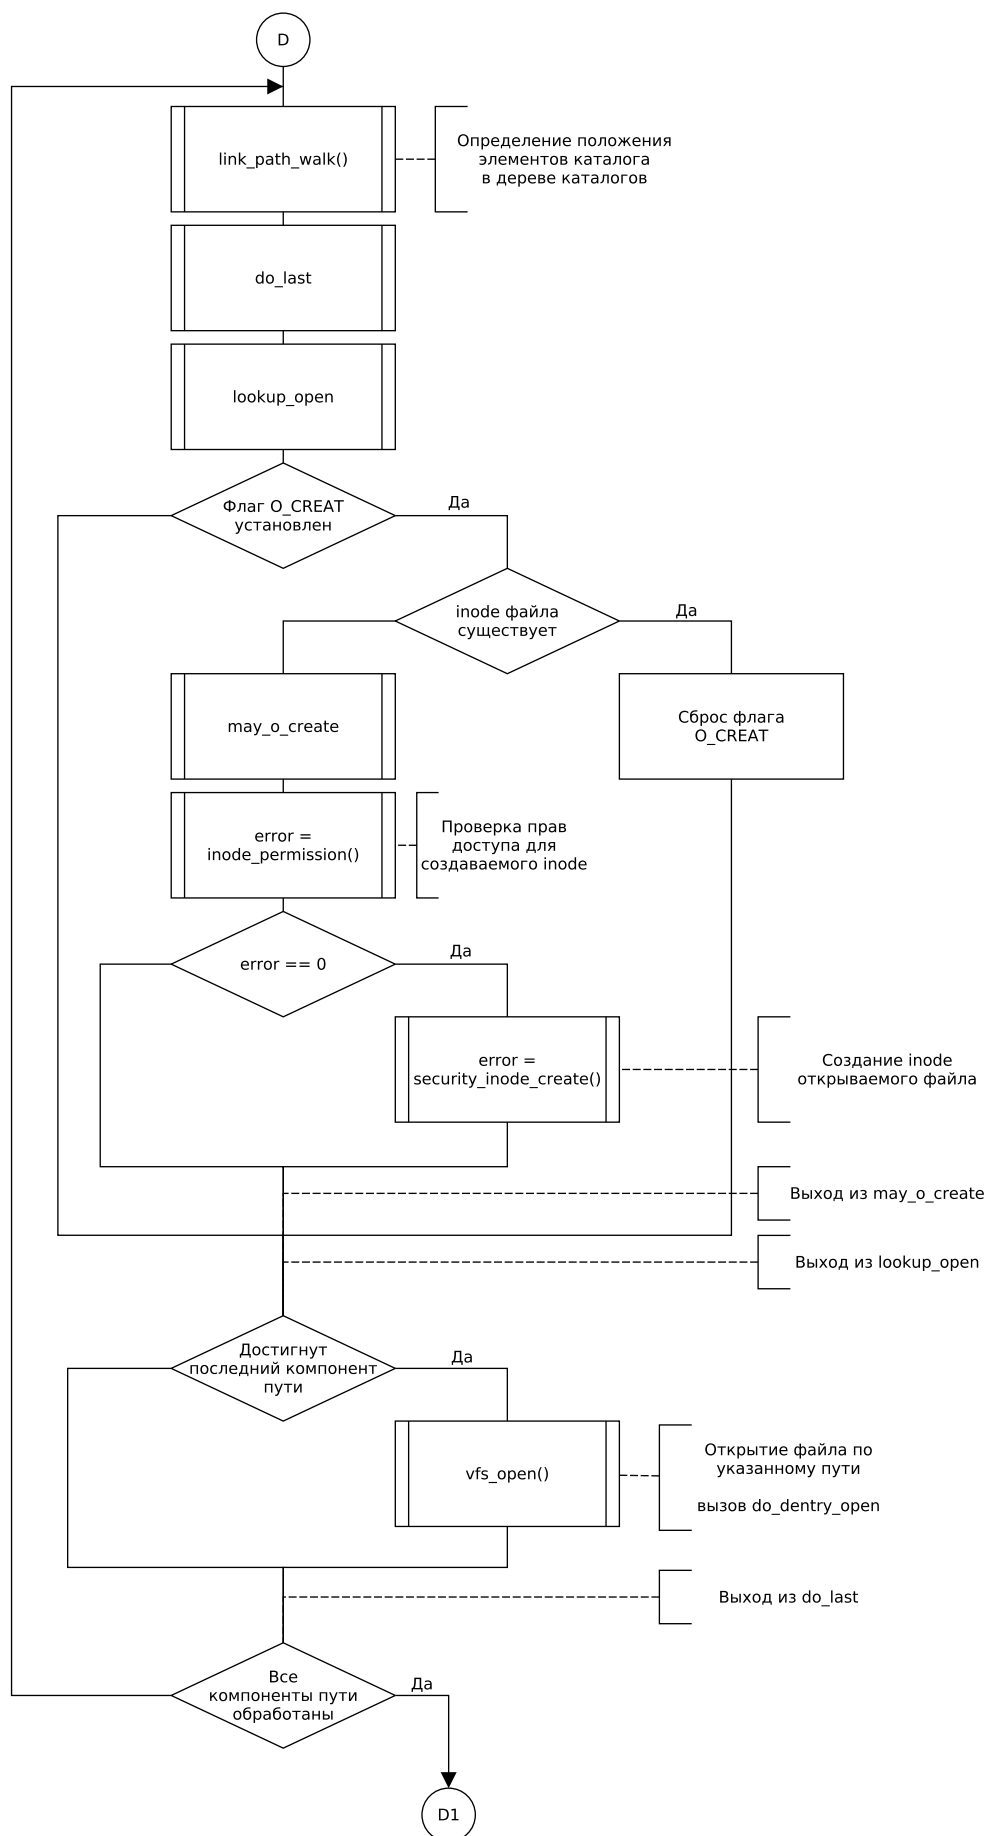 D
link_path_walk()
Определение положения
элементов каталога
в дереве каталогов
do_last
lookup_open
Флаг O_CREAT
установлен
Да
inode файла
существует
Да
may_o_create
Сброс флага
O_CREAT
error =
inode_permission()
Проверка прав
доступа для
создаваемого inode
error == 0
Да
error =
security_inode_create()
Создание inode
открываемого файла
Выход из may_o_create
Выход из lookup_open
Достигнут
последний компонент
пути
Да
vfs_open()
Открытие файла по
указанному пути
вызов do_dentry_open
Выход из do_last
Все
компоненты пути
обработаны
Да
D1